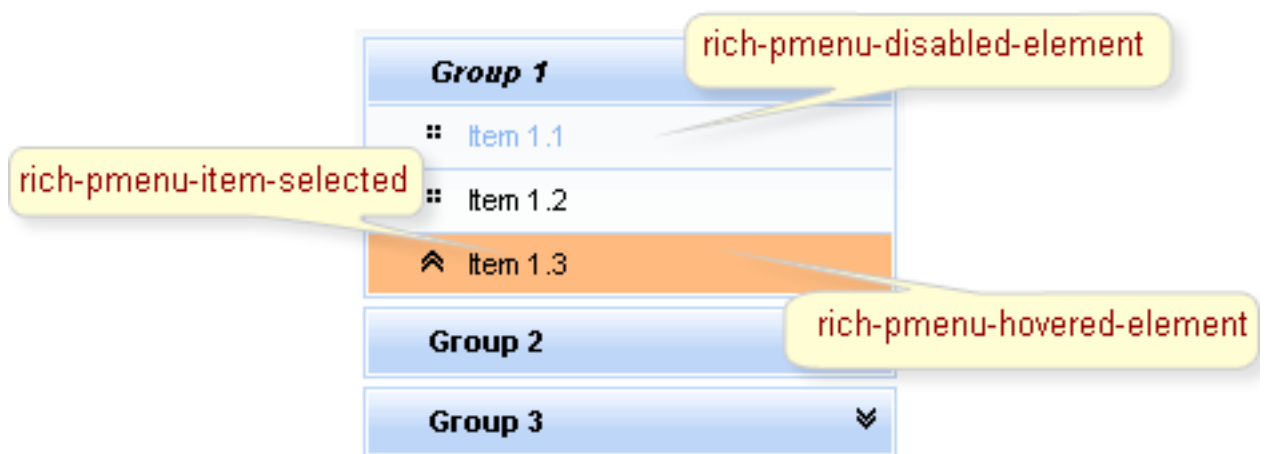 rich-pmenu-disabled-element
Group 1
Item 1.1
rich-pmenu-item-selected
Item 1.2
Item 1.3
rich-pmenu-hovered-element
Group 2
Group 3